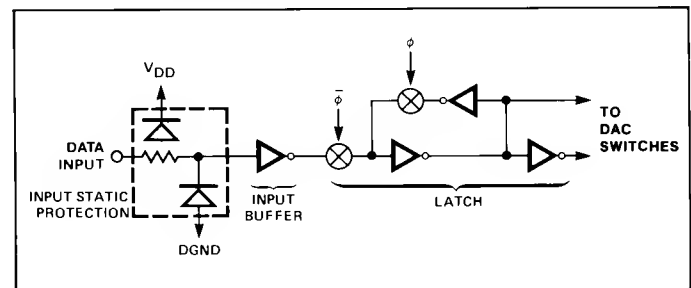 φ
V_DD
φ̄
DATA
INPUT
TO
DAC
SWITCHES
INPUT STATIC
PROTECTION
INPUT
BUFFER
LATCH
DGND